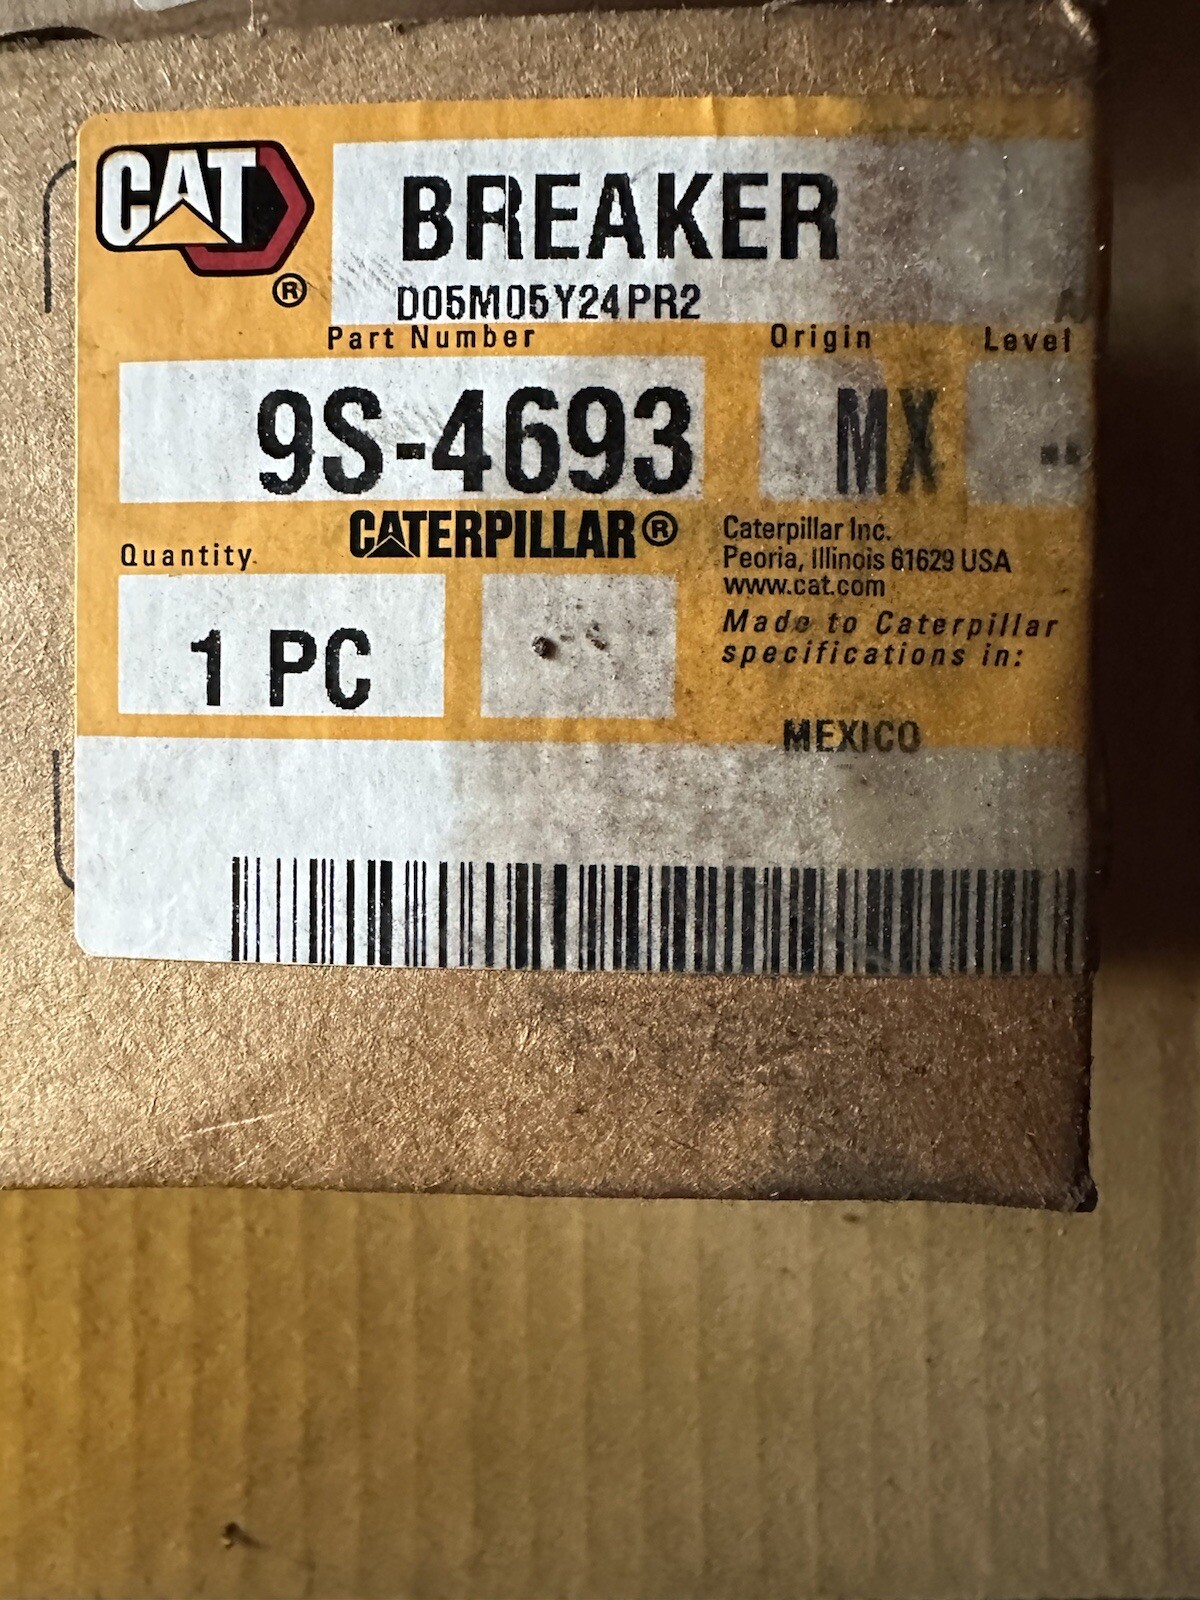 CAT
®
BREAKER
D05M05Y24PR2
Part Number Origin Level
9S-4693 MX --
CATERPILLAR®
Quantity
1 PC --
Caterpillar Inc.
Peoria, Illinois 61629 USA
www.cat.com
Made to Caterpillar
specifications in:
MEXICO